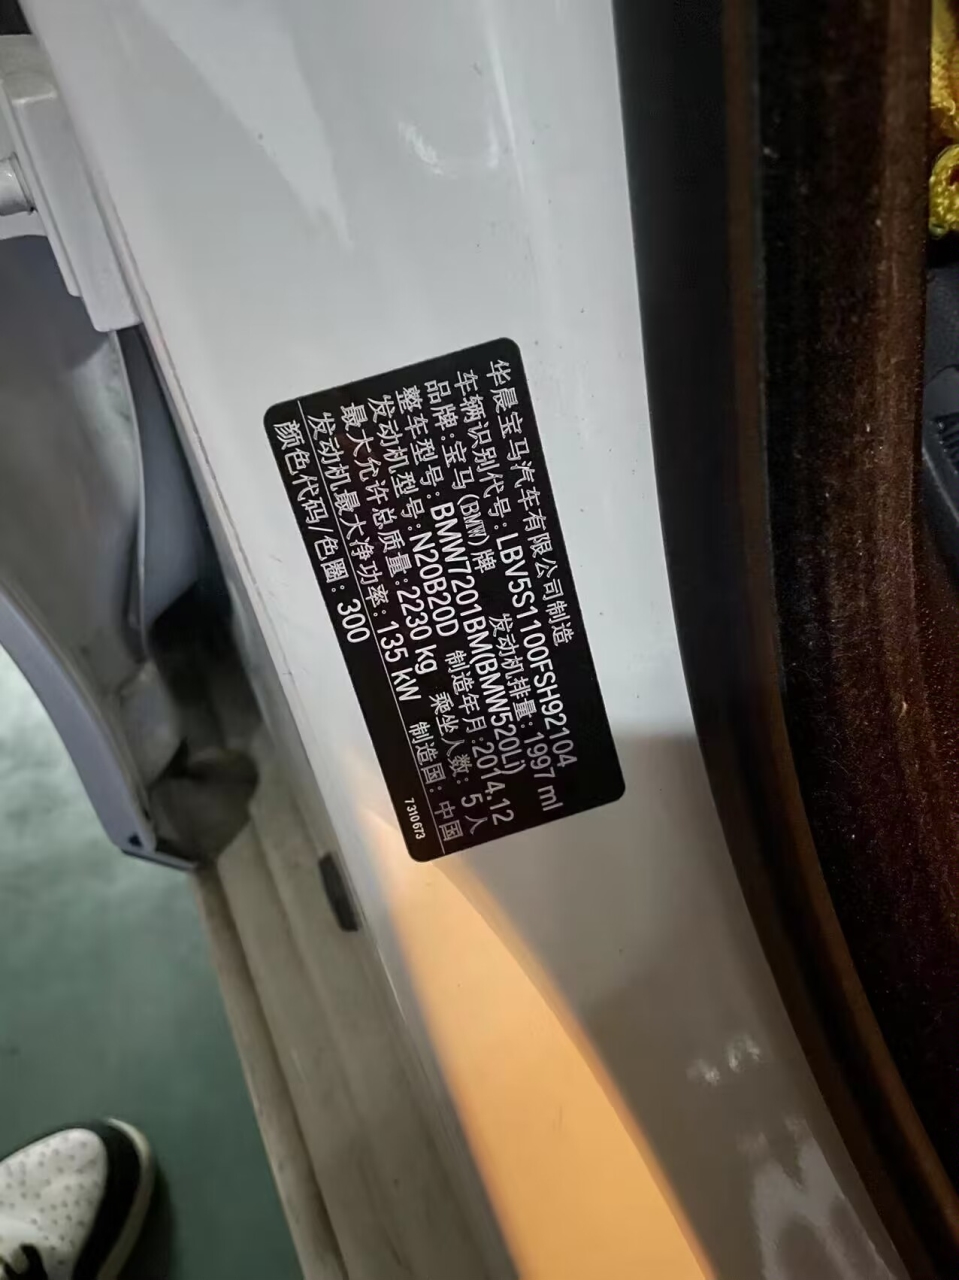 华晨宝马汽车有限公司制造
车辆识别代号:LBV5S1100FSH92104
品牌:宝马(BMW)牌 发动机排量:1997 ml
整车型号:BMW7201BM(BMW520Li)
发动机型号:N20B20D 制造年月:2014.12
最大允许总质量:2230 kg 乘坐人数:5人
发动机最大净功率:135 kW 制造国:中国
颜色代码/色圈:300
7310673